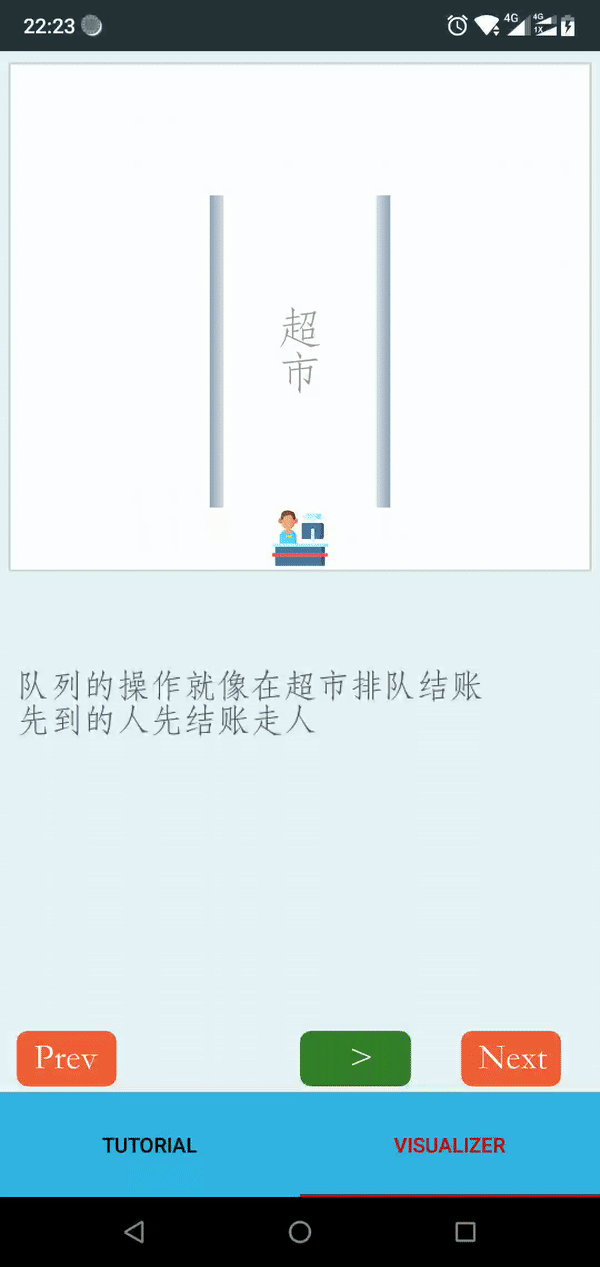 22:23
4G
4G
1X
超
市
队列的操作就像在超市排队结账
先到的人先结账走人
Prev
>
Next
TUTORIAL
VISUALIZER